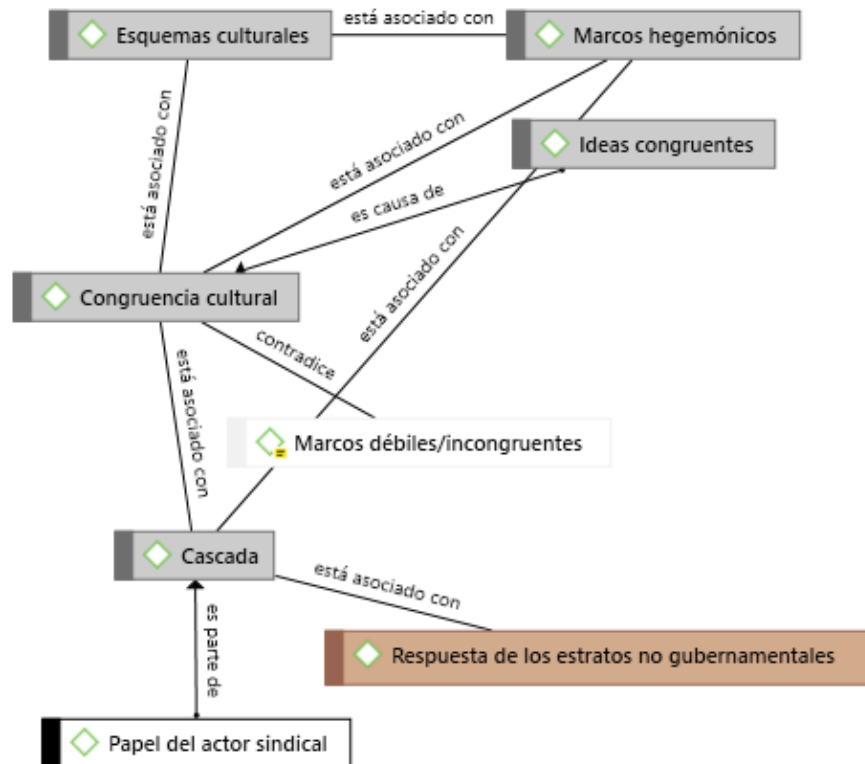 está asociado con
Esquemas culturales
Marcos hegemónicos
está asociado con
está asociado con
Ideas congruentes
es causa de
está asociado con
Congruencia cultural
contradice
está asociado con
Marcos débiles/incongruentes
Cascada
está asociado con
es parte de
Respuesta de los estratos no gubernamentales
Papel del actor sindical